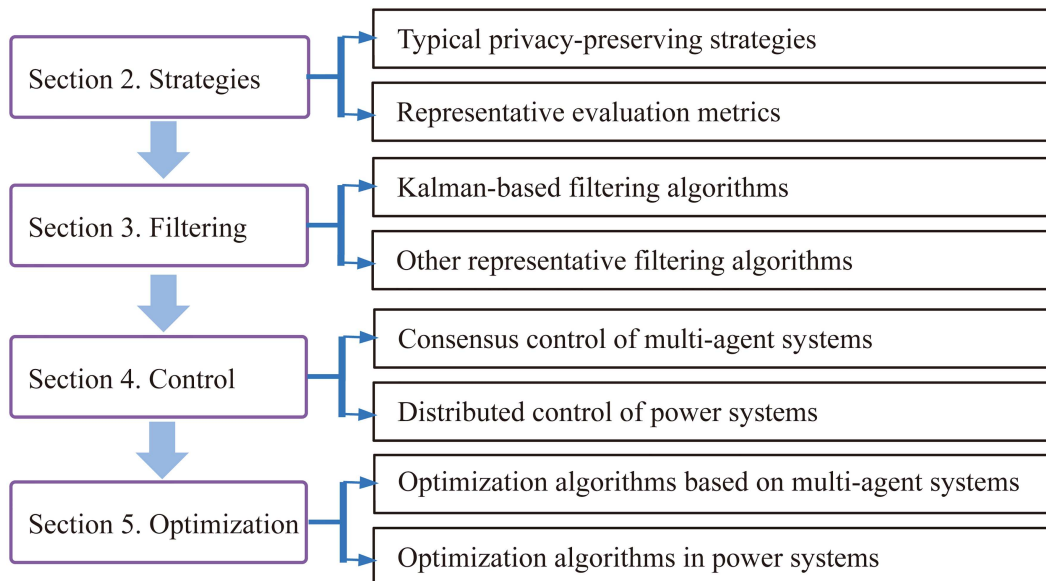 Section 2. Strategies
Typical privacy-preserving strategies
Representative evaluation metrics
Section 3. Filtering
Kalman-based filtering algorithms
Other representative filtering algorithms
Section 4. Control
Consensus control of multi-agent systems
Distributed control of power systems
Section 5. Optimization
Optimization algorithms based on multi-agent systems
Optimization algorithms in power systems